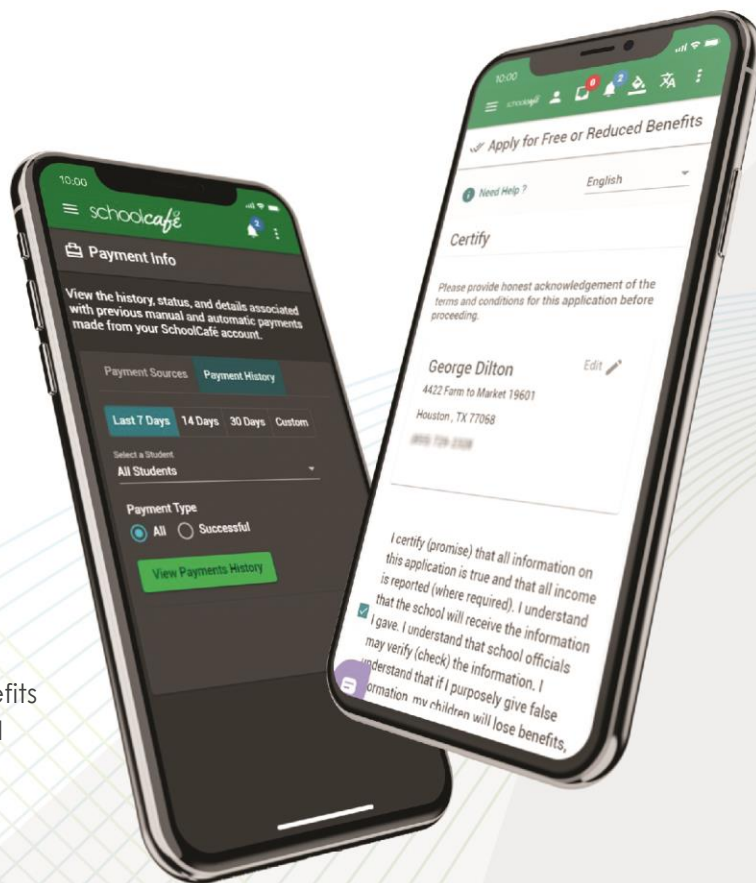 10:00
schoolcafé
2
Payment Info
View the history, status, and details associated
with previous manual and automatic payments
made from your SchoolCafé account.
Payment Sources Payment History
Last 7 Days 14 Days 30 Days Custom
Select a Student
All Students
Payment Type
All Successful
View Payments History
efits
10:00
schoolcafé
2
Apply for Free or Reduced Benefits
Need Help ? English
Certify
Please provide honest acknowledgement of the
terms and conditions for this application before
proceeding.
George Dilton Edit
4422 Farm to Market 19601
Houston , TX 77068
I certify (promise) that all information on
this application is true and that all income
is reported (where required). I understand
that the school will receive the information
I gave. I understand that school officials
may verify (check) the information. I
understand that if I purposely give false
formation, my children will lose benefits,